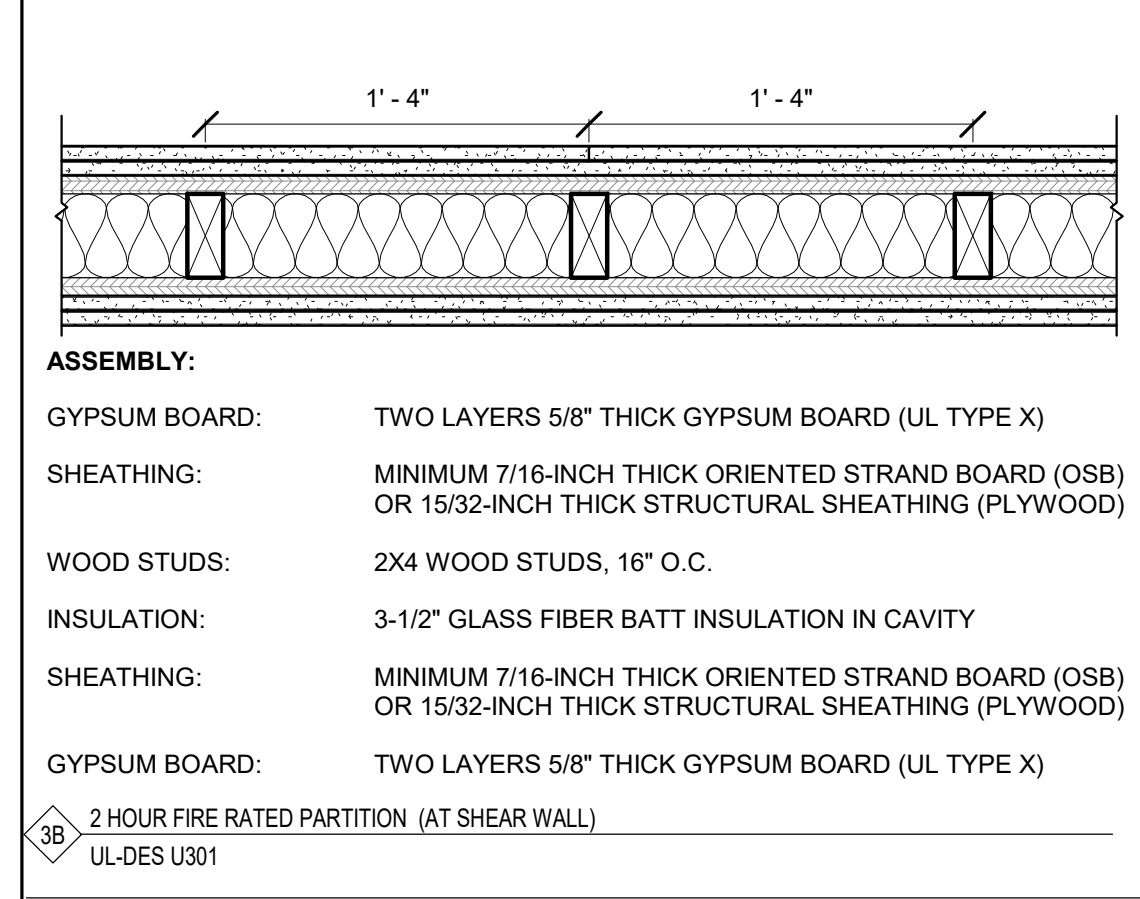 1' - 4" 1' - 4"
ASSEMBLY:
GYPSUM BOARD: TWO LAYERS 5/8" THICK GYPSUM BOARD (UL TYPE X)
SHEATHING: MINIMUM 7/16-INCH THICK ORIENTED STRAND BOARD (OSB)
OR 15/32-INCH THICK STRUCTURAL SHEATHING (PLYWOOD)
WOOD STUDS: 2X4 WOOD STUDS, 16" O.C.
INSULATION: 3-1/2" GLASS FIBER BATT INSULATION IN CAVITY
SHEATHING: MINIMUM 7/16-INCH THICK ORIENTED STRAND BOARD (OSB)
OR 15/32-INCH THICK STRUCTURAL SHEATHING (PLYWOOD)
GYPSUM BOARD: TWO LAYERS 5/8" THICK GYPSUM BOARD (UL TYPE X)
3B 2 HOUR FIRE RATED PARTITION (AT SHEAR WALL)
UL-DES U301